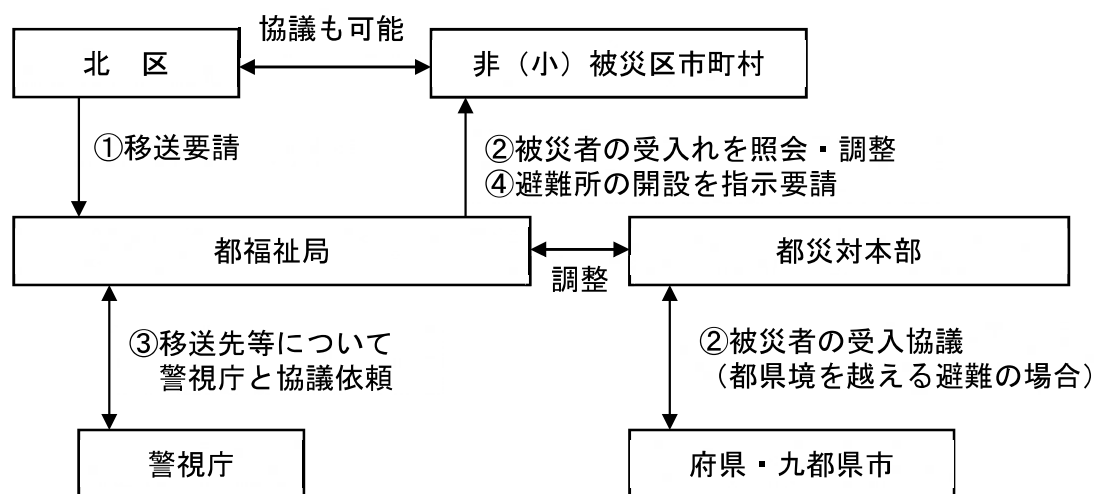 協議も可能
北　区
非（小）被災区市町村
①移送要請
②被災者の受入れを照会・調整
④避難所の開設を指示要請
都福祉局
都災対本部
調整
③移送先等について
警視庁と協議依頼
②被災者の受入協議
（都県境を越える避難の場合）
警視庁
府県・九都県市